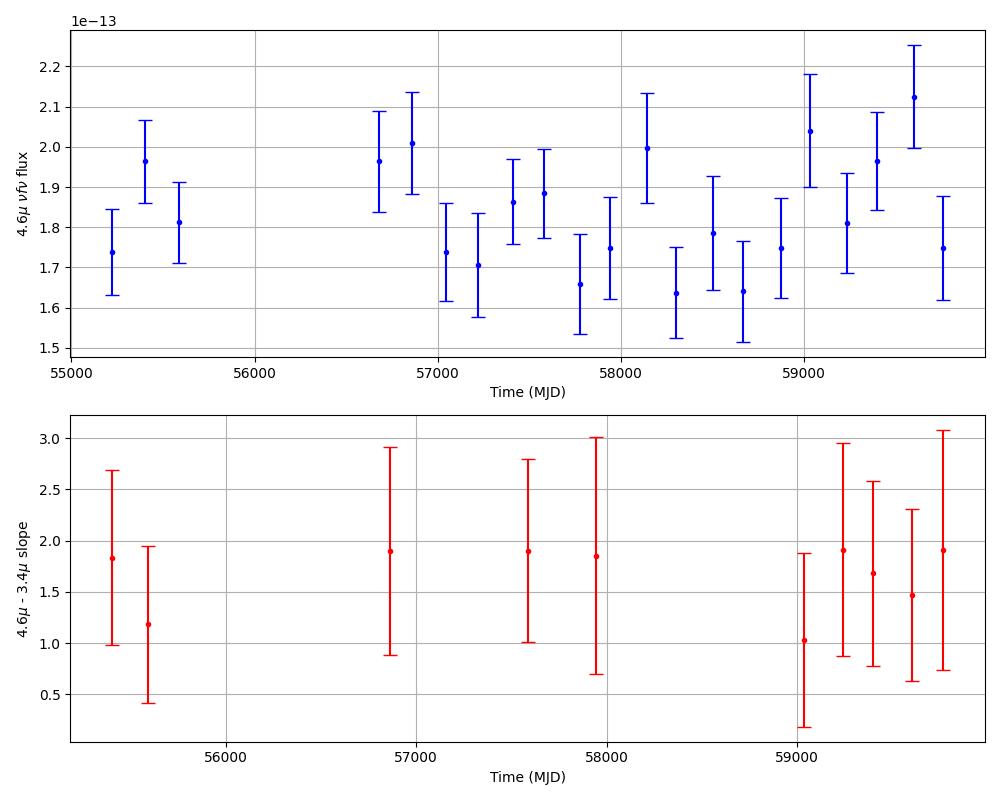 1e−13
2.2
2.1
2.0
1.9
1.8
1.7
1.6
1.5
4.6μ νfν flux
55000 56000 57000 58000 59000
Time (MJD)
3.0
2.5
2.0
1.5
1.0
0.5
4.6μ - 3.4μ slope
56000 57000 58000 59000
Time (MJD)